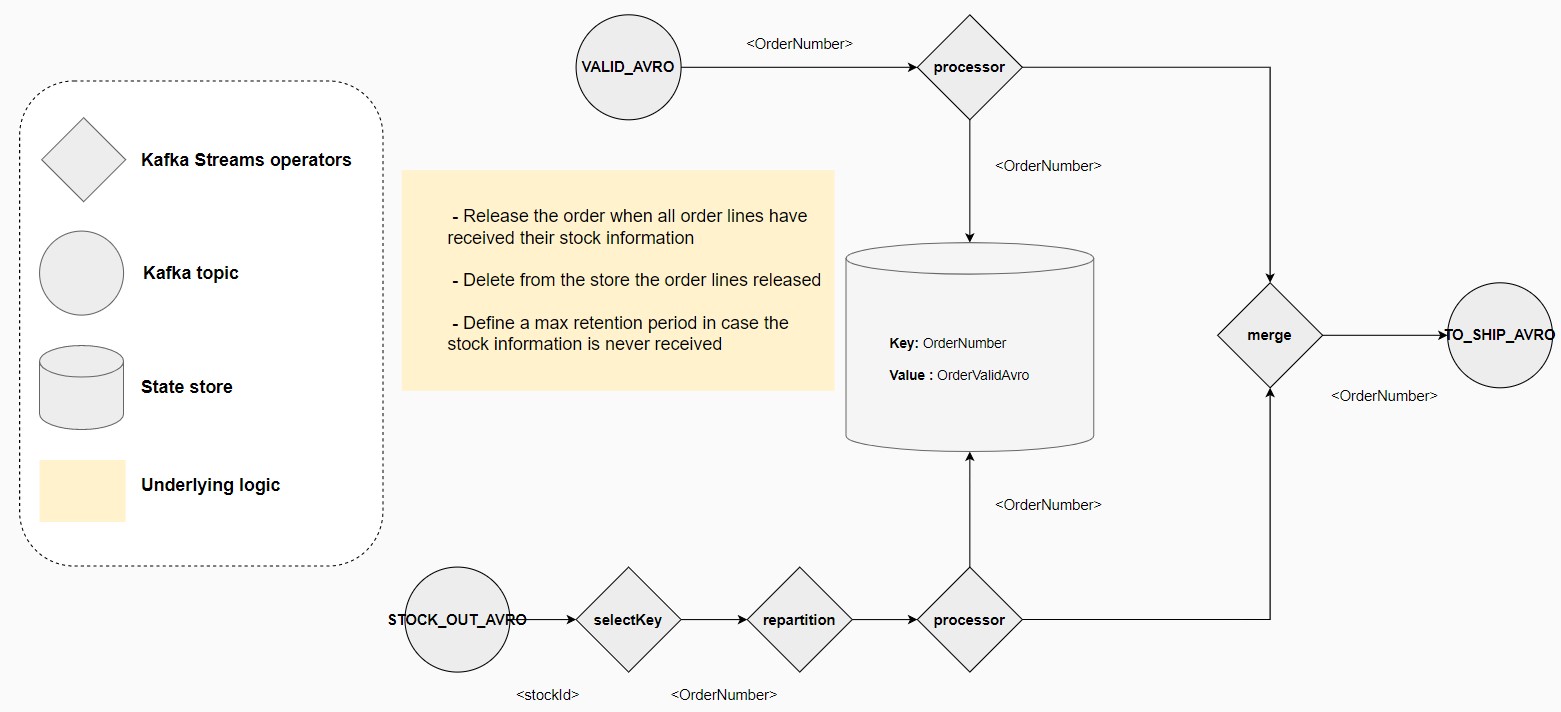 Kafka Streams operators
Kafka topic
State store
Underlying logic
VALID_AVRO
<OrderNumber>
processor
<OrderNumber>
- Release the order when all order lines have
received their stock information
- Delete from the store the order lines released
- Define a max retention period in case the
stock information is never received
Key: OrderNumber
Value : OrderValidAvro
merge
TO_SHIP_AVRO
<OrderNumber>
<OrderNumber>
STOCK_OUT_AVRO
selectKey
repartition
processor
<stockId>
<OrderNumber>